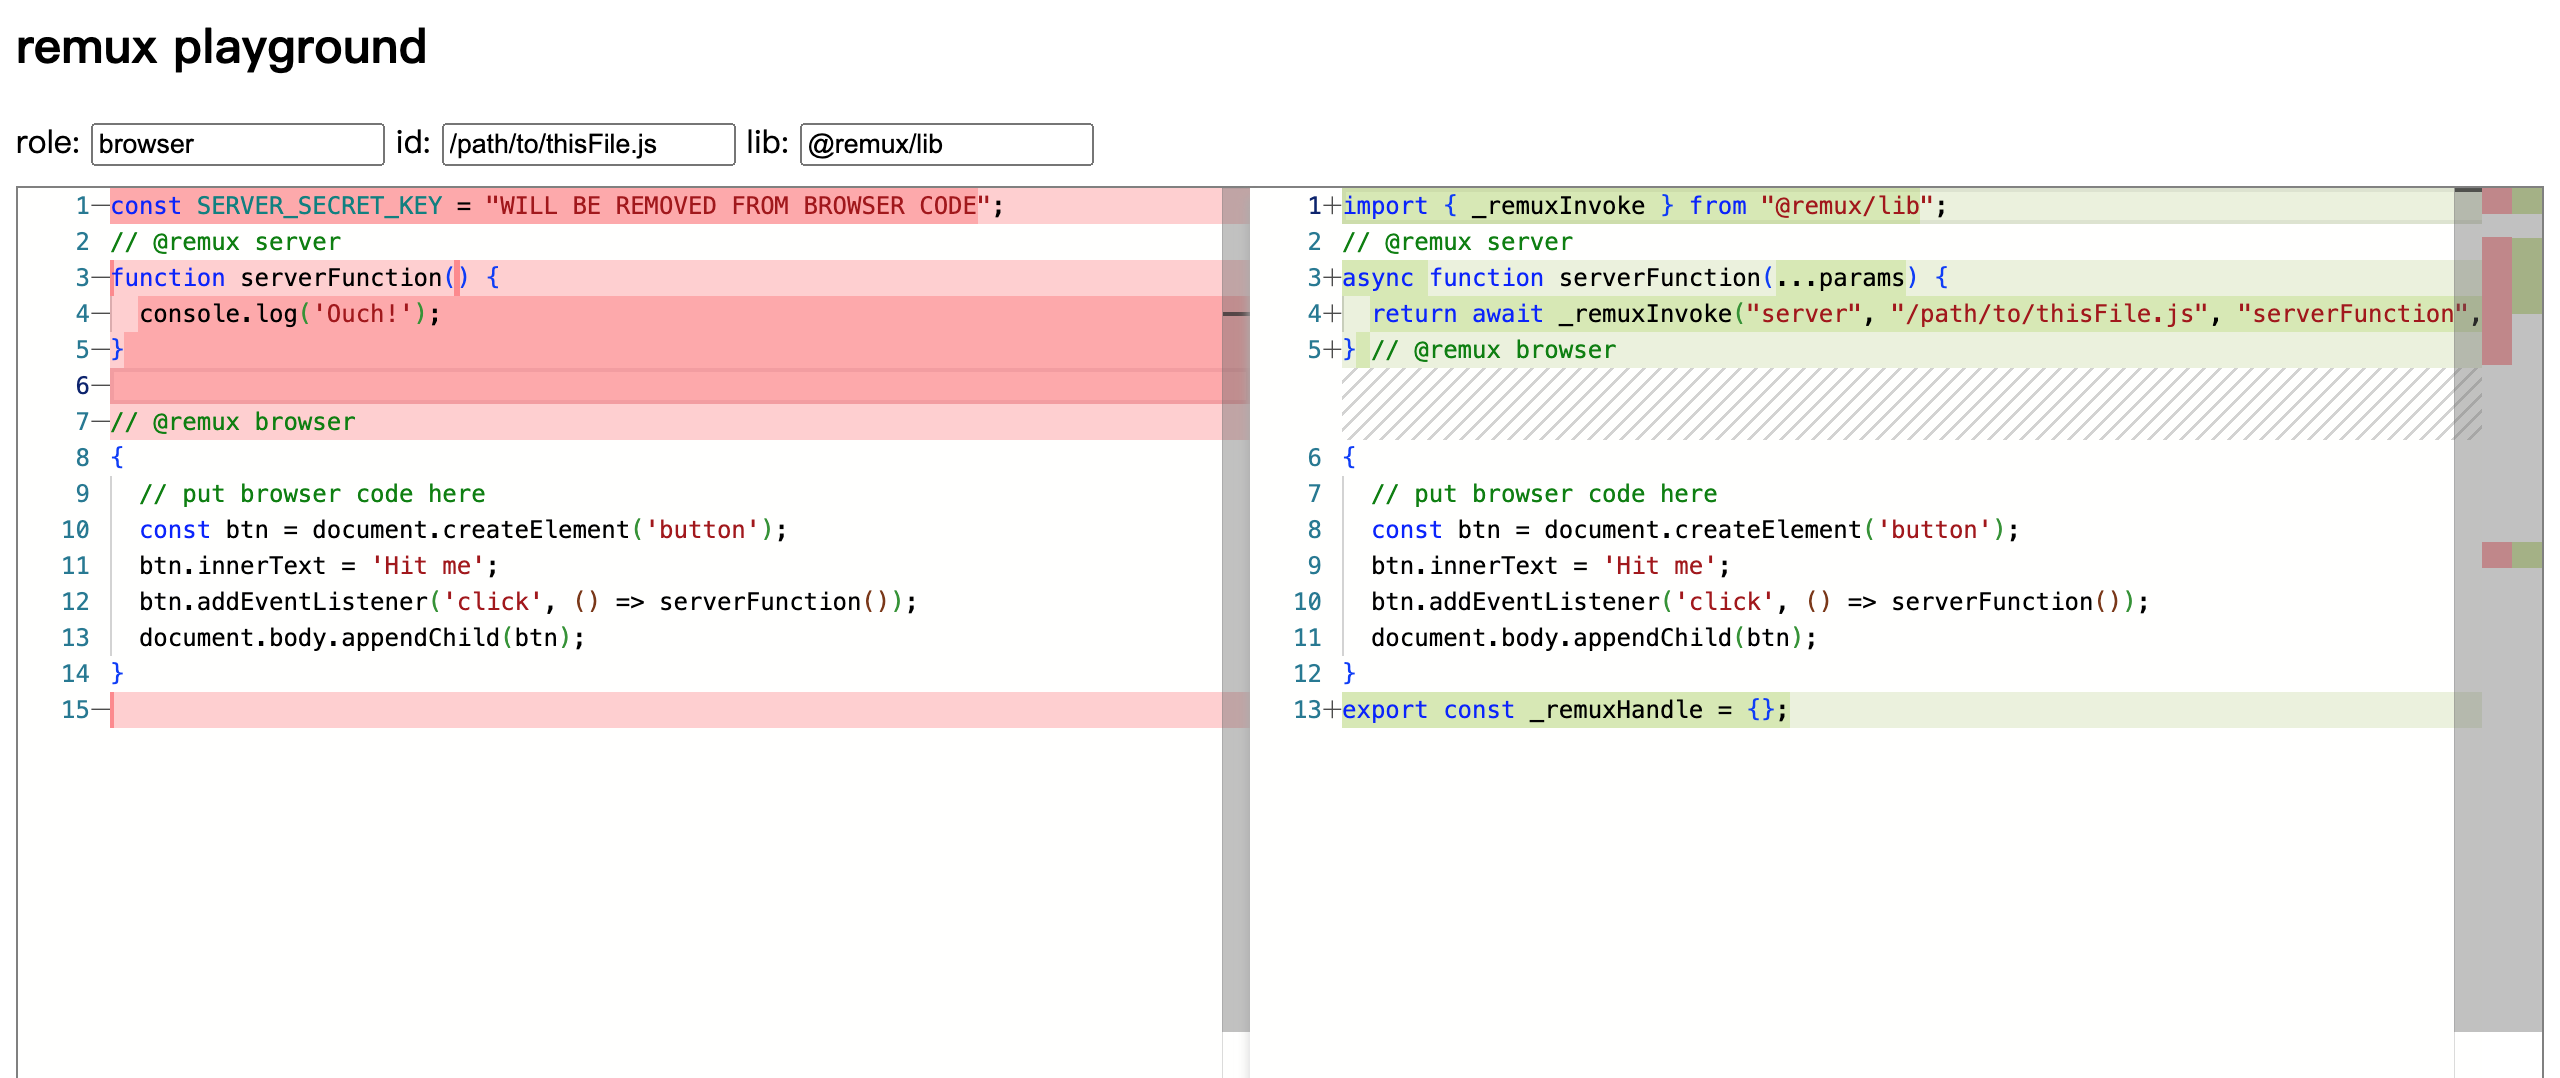 remux playground
role: browser id: /path/to/thisFile.js lib: @remux/lib
1 const SERVER_SECRET_KEY = "WILL BE REMOVED FROM BROWSER CODE";
2 // @remux server
3 function serverFunction() {
4   console.log('Ouch!');
5 }
6
7 // @remux browser
8 {
9   // put browser code here
10   const btn = document.createElement('button');
11   btn.innerText = 'Hit me';
12   btn.addEventListener('click', () => serverFunction());
13   document.body.appendChild(btn);
14 }
15
1+ import { _remuxInvoke } from "@remux/lib";
2 // @remux server
3+ async function serverFunction(...params) {
4+   return await _remuxInvoke("server", "/path/to/thisFile.js", "serverFunction",
5+ } // @remux browser
6 {
7   // put browser code here
8   const btn = document.createElement('button');
9   btn.innerText = 'Hit me';
10   btn.addEventListener('click', () => serverFunction());
11   document.body.appendChild(btn);
12 }
13+ export const _remuxHandle = {};